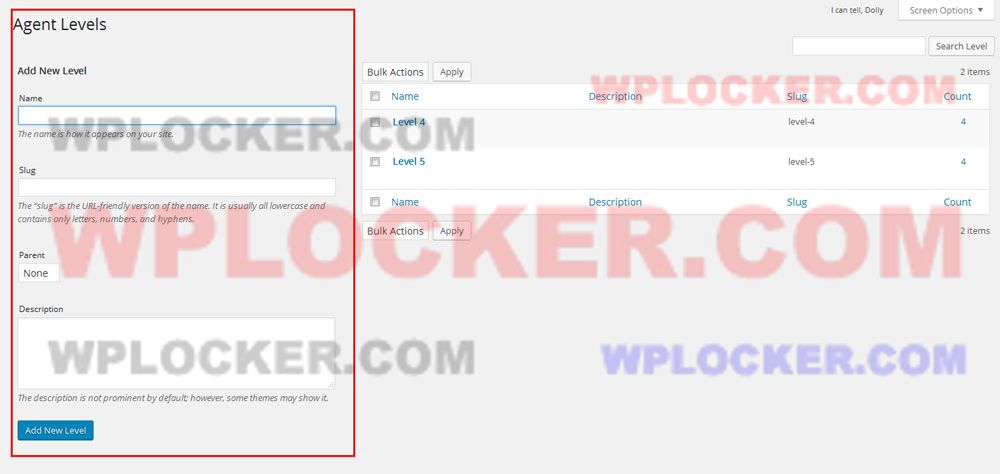 I can tell, Dolly
Screen Options
Agent Levels
Search Level
Add New Level
Name
The name is how it appears on your site.
Slug
The “slug” is the URL-friendly version of the name. It is usually all lowercase and
contains only letters, numbers, and hyphens.
Parent
None
Description
The description is not prominent by default; however, some themes may show it.
Add New Level
Bulk Actions Apply 2 items
Name Description Slug Count
Level 4 level-4 4
Level 5 level-5 4
Name Description Slug Count
Bulk Actions Apply 2 items
WPLOCKER.COM
WPLOCKER.COM
WPLOCKER.COM
WPLOCKER.COM
WPLOCKER.COM